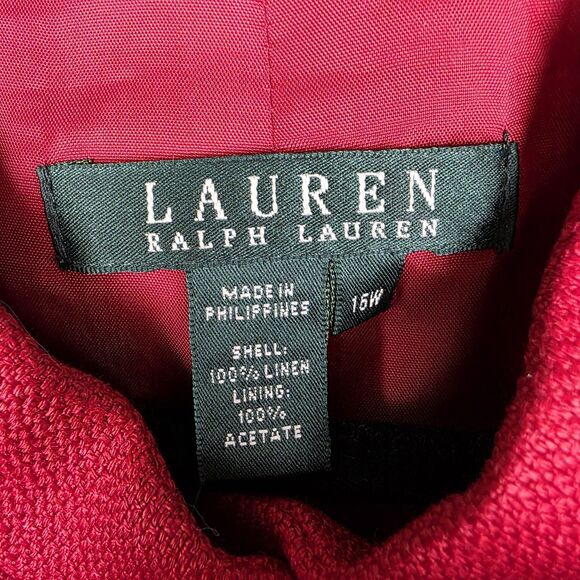 LAUREN
RALPH LAUREN
MADE IN
PHILIPPINES
16W
SHELL:
100% LINEN
LINING:
100%
ACETATE